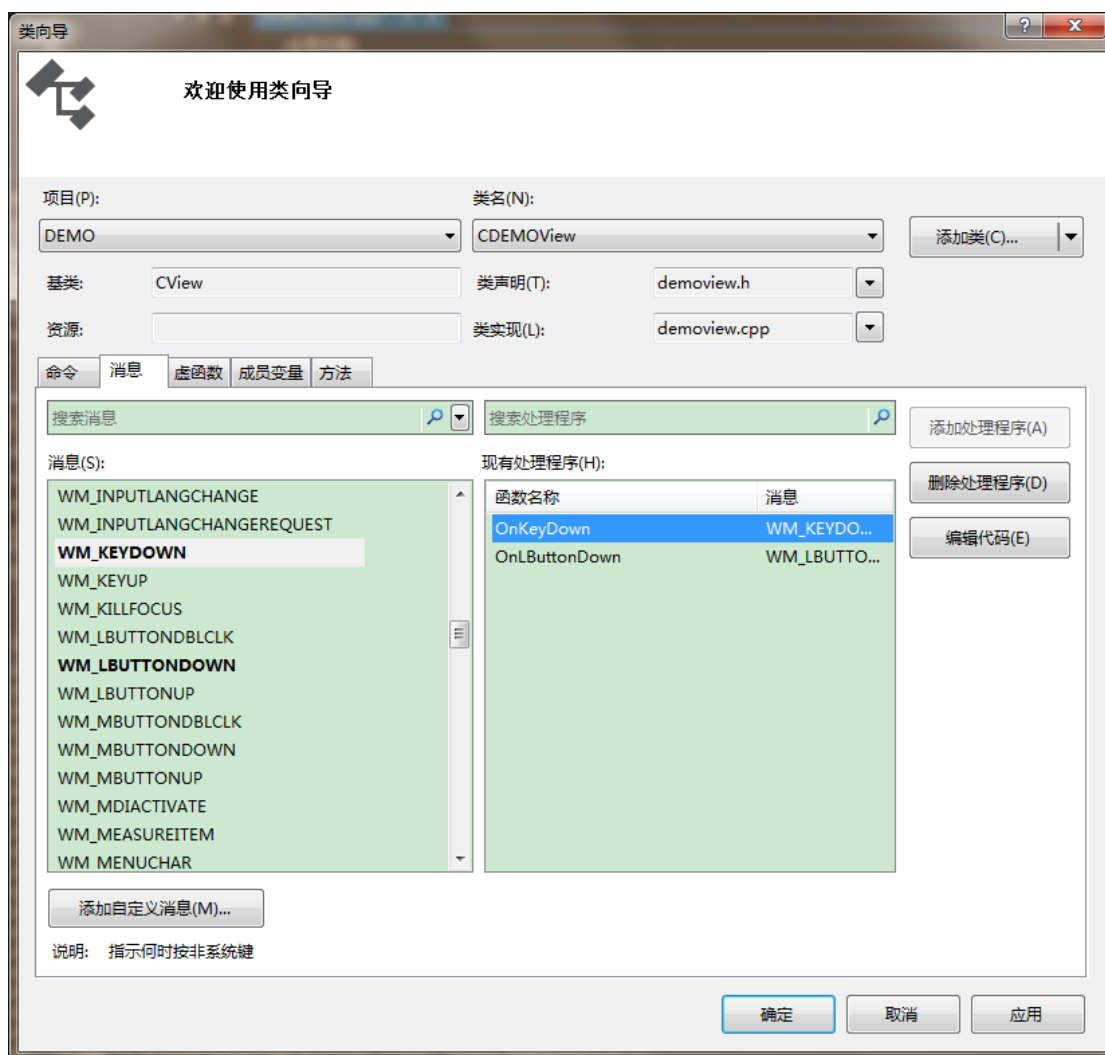 类向导
欢迎使用类向导
项目(P):
类名(N):
DEMO
CDEMOView
添加类(C)...
基类:
CView
类声明(T):
demoview.h
资源:
类实现(L):
demoview.cpp
命令 消息 虚函数 成员变量 方法
搜索消息
搜索处理程序
添加处理程序(A)
消息(S):
现有处理程序(H):
删除处理程序(D)
编辑代码(E)
WM_INPUTLANGCHANGE
WM_INPUTLANGCHANGEREQUEST
WM_KEYDOWN
WM_KEYUP
WM_KILLFOCUS
WM_LBUTTONDBLCLK
WM_LBUTTONDOWN
WM_LBUTTONUP
WM_MBUTTONDBLCLK
WM_MBUTTONDOWN
WM_MBUTTONUP
WM_MDIACTIVATE
WM_MEASUREITEM
WM_MENUCHAR
函数名称 消息
OnKeyDown WM_KEYDO...
OnLButtonDown WM_LBUTTO...
添加自定义消息(M)...
说明: 指示何时按非系统键
确定
取消
应用